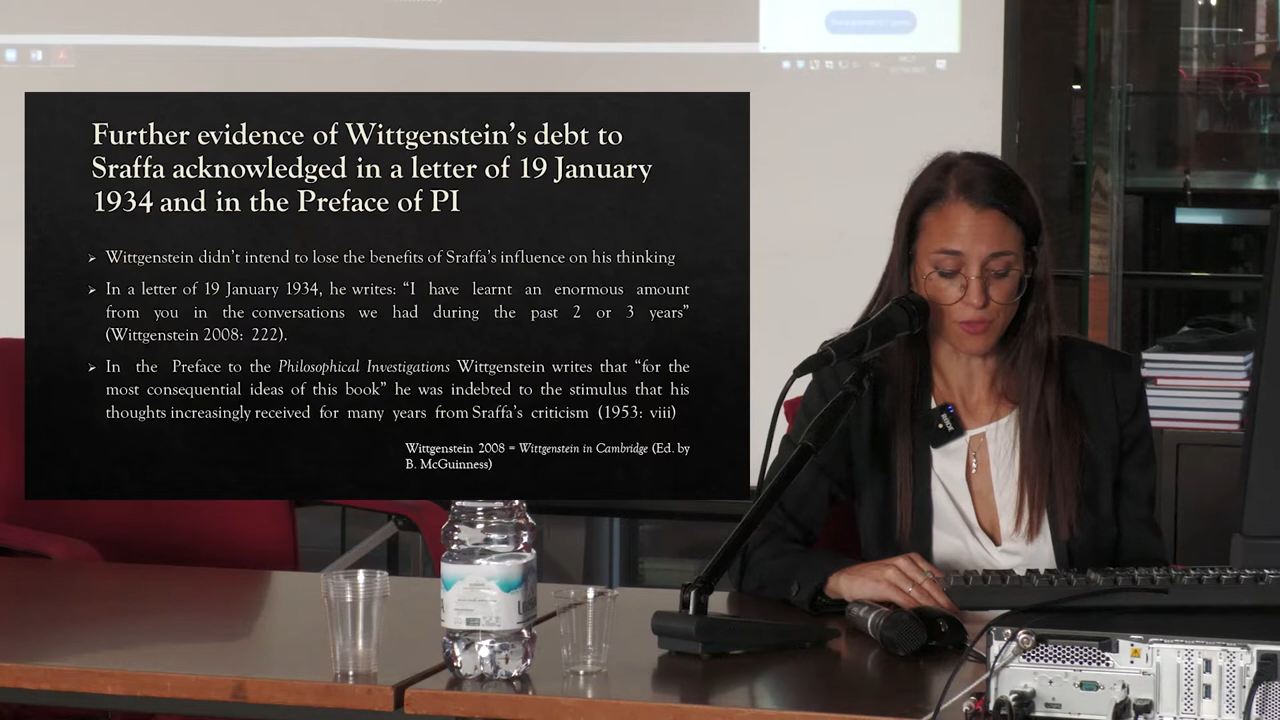 Further evidence of Wittgenstein's debt to
Sraffa acknowledged in a letter of 19 January
1934 and in the Preface of PI
➢ Wittgenstein didn't intend to lose the benefits of Sraffa's influence on his thinking
➢ In a letter of 19 January 1934, he writes: “I have learnt an enormous amount
from you in the conversations we had during the past 2 or 3 years”
(Wittgenstein 2008: 222).
➢ In the Preface to the Philosophical Investigations Wittgenstein writes that “for the
most consequential ideas of this book” he was indebted to the stimulus that his
thoughts increasingly received for many years from Sraffa's criticism (1953: viii)
Wittgenstein 2008 = Wittgenstein in Cambridge (Ed. by
B. McGuinness)